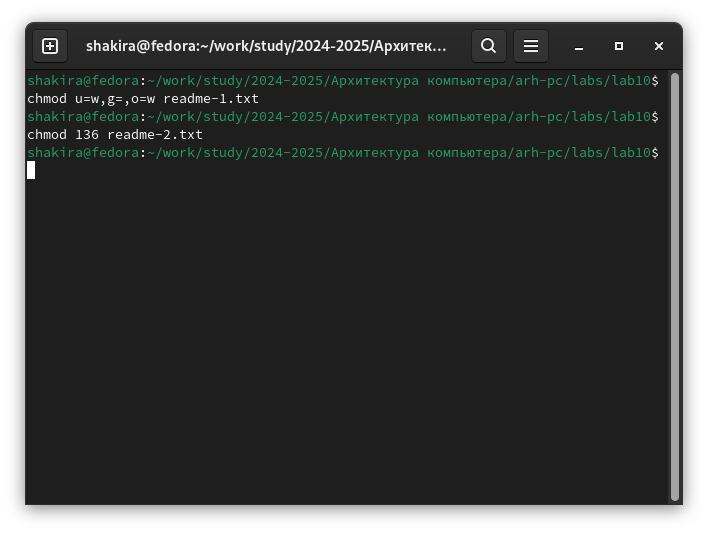 shakira@fedora:~/work/study/2024-2025/Архитек...
shakira@fedora:~/work/study/2024-2025/Архитектура компьютера/arh-pc/labs/lab10$
chmod u=w,g=,o=w readme-1.txt
shakira@fedora:~/work/study/2024-2025/Архитектура компьютера/arh-pc/labs/lab10$
chmod 136 readme-2.txt
shakira@fedora:~/work/study/2024-2025/Архитектура компьютера/arh-pc/labs/lab10$